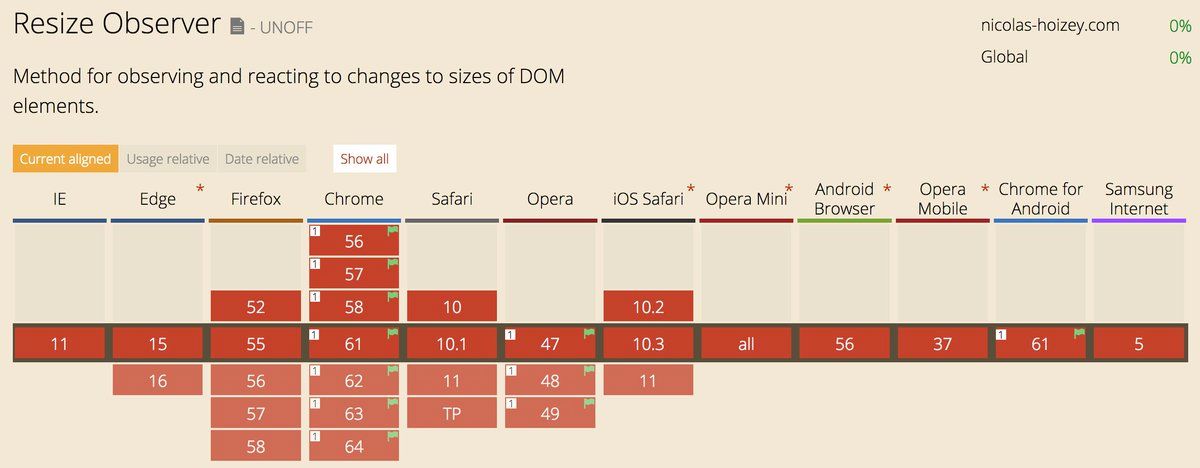 Resize Observer - UNOFF
nicolas-hoizey.com 0%
Global 0%
Method for observing and reacting to changes to sizes of DOM
elements.
Current aligned Usage relative Date relative Show all
IE Edge * Firefox Chrome Safari Opera iOS Safari * Opera Mini * Android Browser * Opera Mobile * Chrome for Android Samsung Internet
1 56
1 57
52 1 58 10 10.2
11 15 55 1 61 10.1 1 47 10.3 all 56 37 1 61 5
16 56 1 62 11 1 48 11
57 1 63 TP 1 49
58 1 64